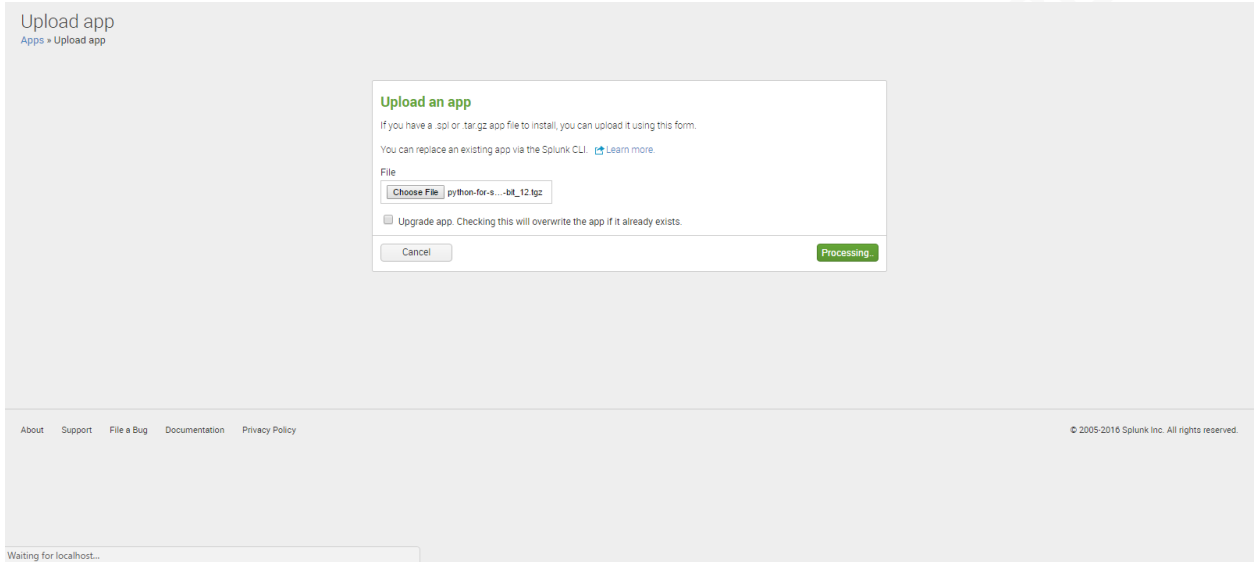 Upload app
Apps » Upload app
Upload an app
If you have a .spl or .tar.gz app file to install, you can upload it using this form.
You can replace an existing app via the Splunk CLI. Learn more.
File
Choose File python-for-s...-bit_12.tgz
Upgrade app. Checking this will overwrite the app if it already exists.
Cancel Processing..
About Support File a Bug Documentation Privacy Policy © 2005-2016 Splunk Inc. All rights reserved.
Waiting for localhost...